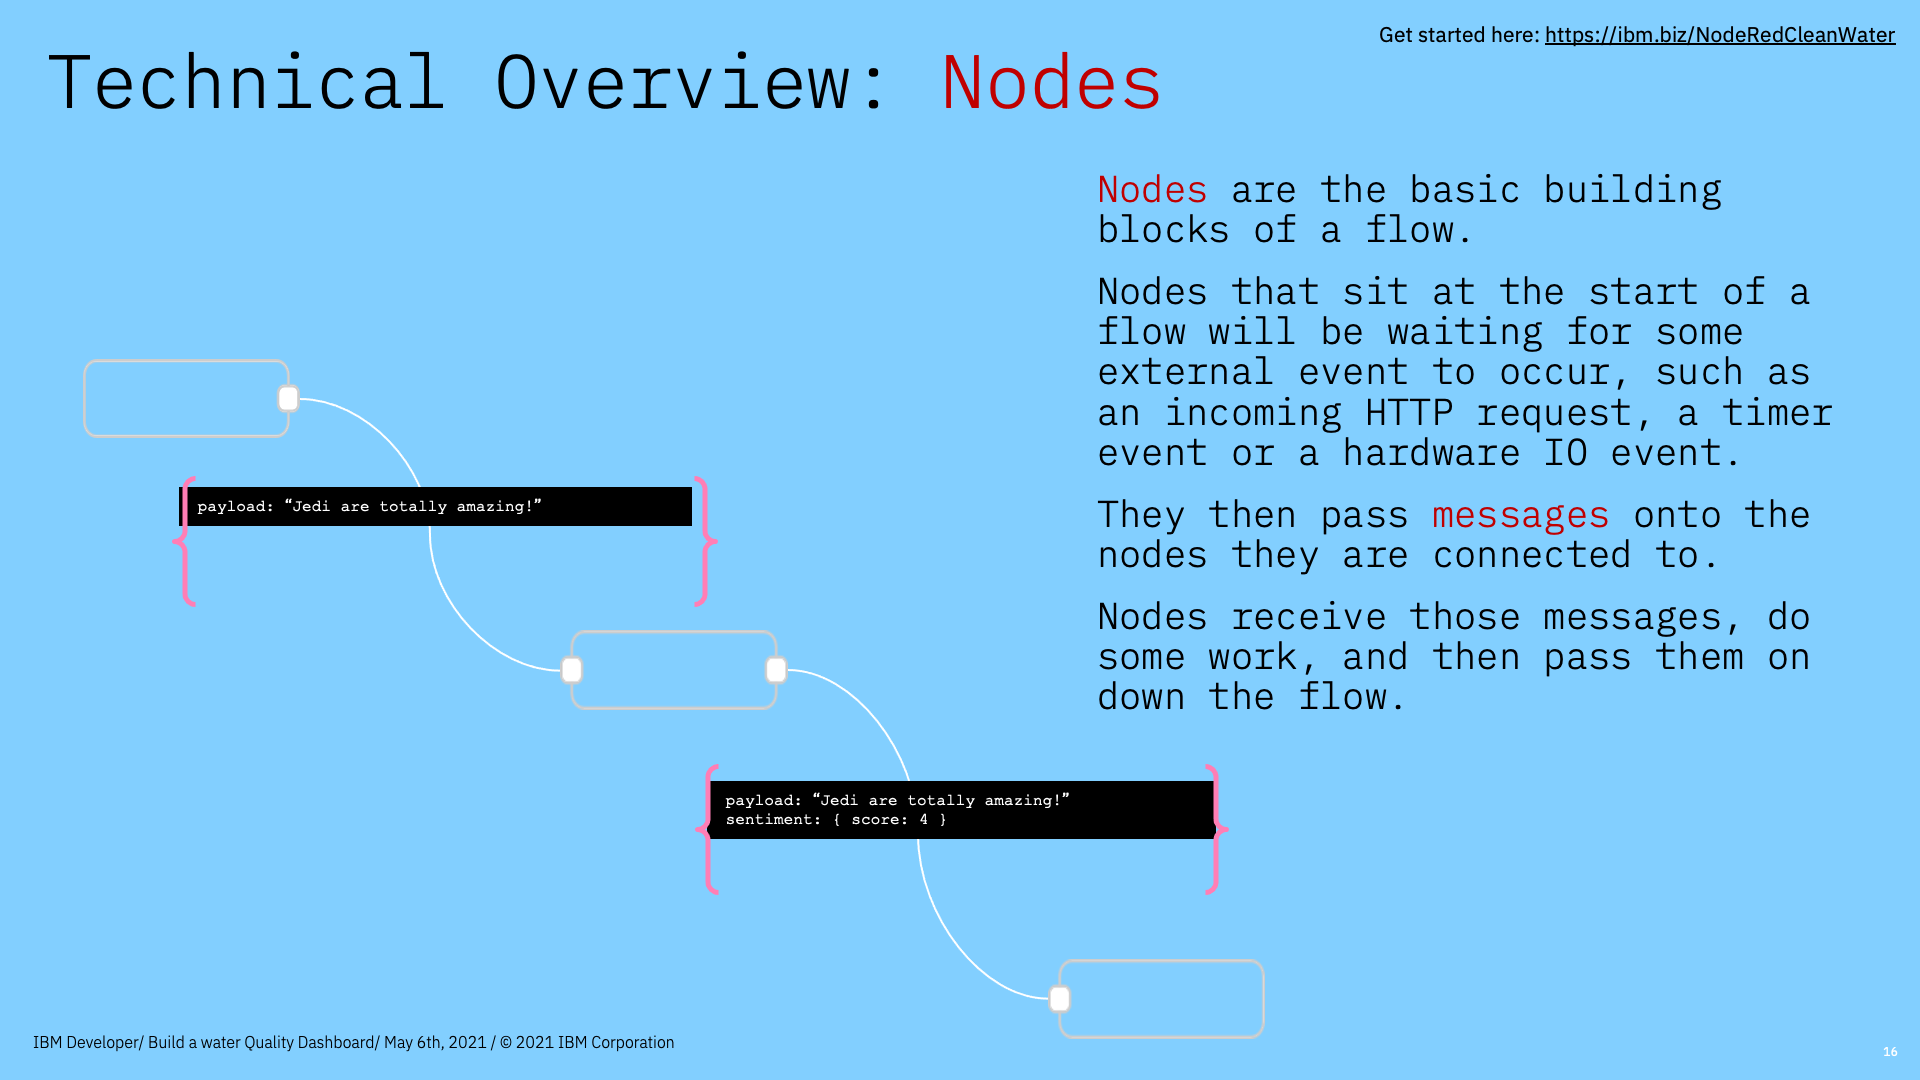 Get started here: https://ibm.biz/NodeRedCleanWater
Technical Overview: Nodes
Nodes are the basic building
blocks of a flow.
Nodes that sit at the start of a
flow will be waiting for some
external event to occur, such as
an incoming HTTP request, a timer
event or a hardware IO event.
They then pass messages onto the
nodes they are connected to.
Nodes receive those messages, do
some work, and then pass them on
down the flow.
payload: “Jedi are totally amazing!”
payload: “Jedi are totally amazing!”
sentiment: { score: 4 }
IBM Developer/ Build a water Quality Dashboard/ May 6th, 2021 / © 2021 IBM Corporation
16